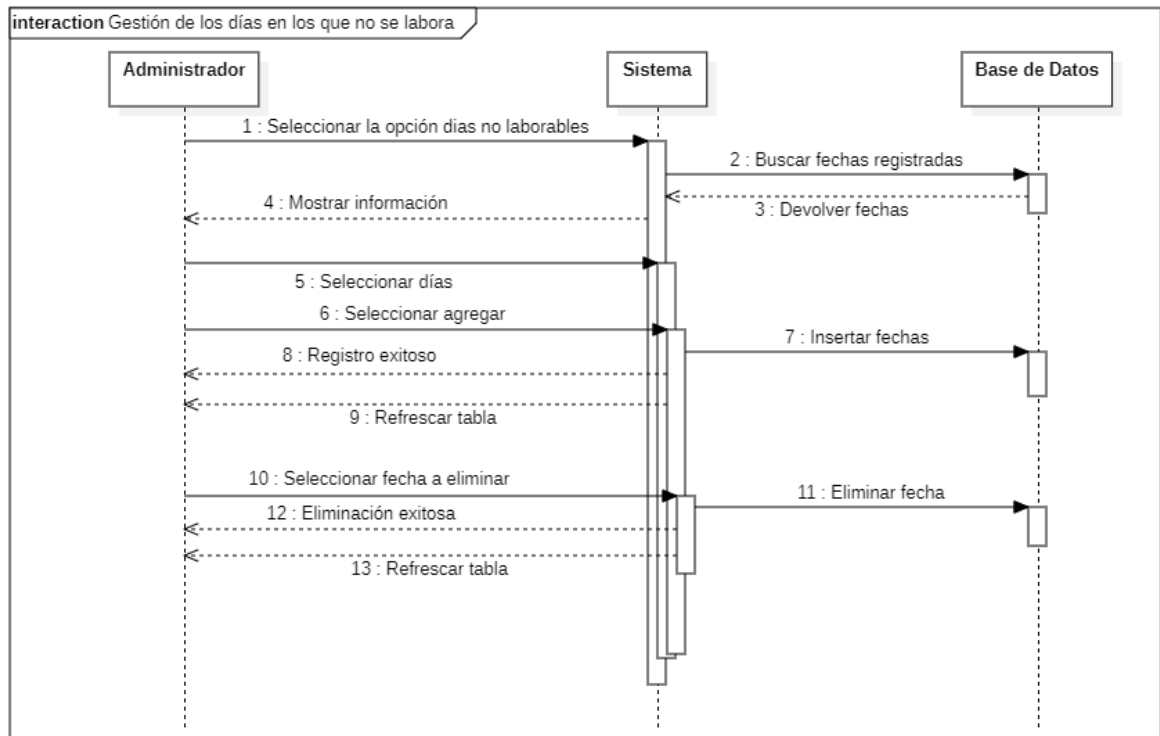 interaction Gestión de los días en los que no se labora
Administrador
Sistema
Base de Datos
1 : Seleccionar la opción dias no laborables
2 : Buscar fechas registradas
3 : Devolver fechas
4 : Mostrar información
5 : Seleccionar días
6 : Seleccionar agregar
7 : Insertar fechas
8 : Registro exitoso
9 : Refrescar tabla
10 : Seleccionar fecha a eliminar
11 : Eliminar fecha
12 : Eliminación exitosa
13 : Refrescar tabla